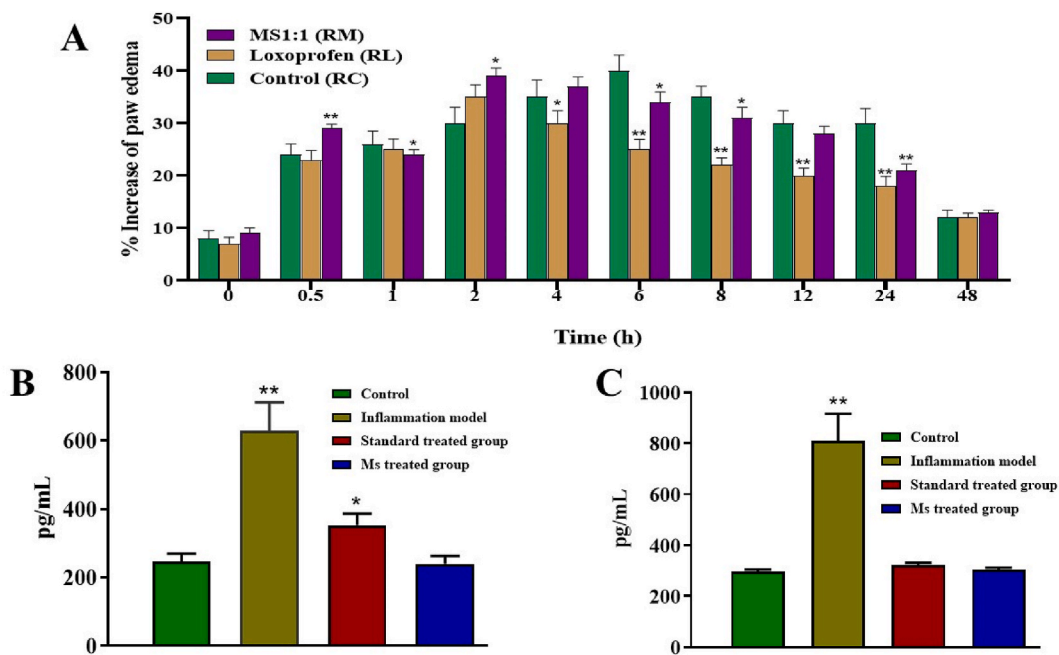 A
MS1:1 (RM)
Loxoprofen (RL)
Control (RC)
% Increase of paw edema
50
40
30
20
10
0
**
*
*
*
**
*
**
*
**
**
**
0 0.5 1 2 4 6 8 12 24 48
Time (h)
B
pg/mL
800
600
400
200
0
**
*
Control
Inflammation model
Standard treated group
Ms treated group
C
pg/mL
1000
800
600
400
200
0
**
Control
Inflammation model
Standard treated group
Ms treated group